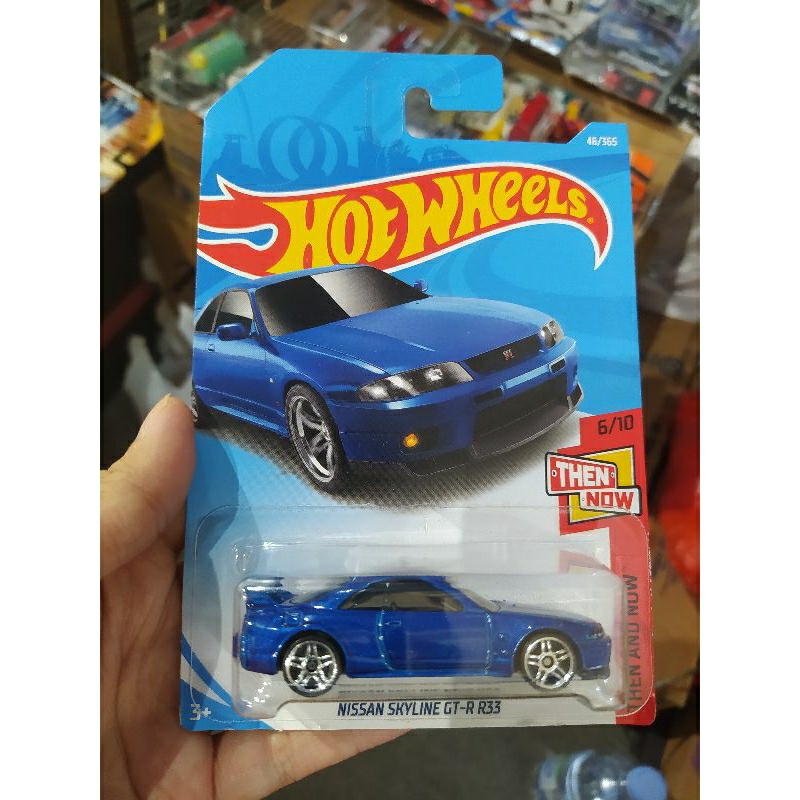 46/365
HOT WHEELS
6/10
THEN
NOW
THEN AND NOW
3+
NISSAN SKYLINE GT-R R33